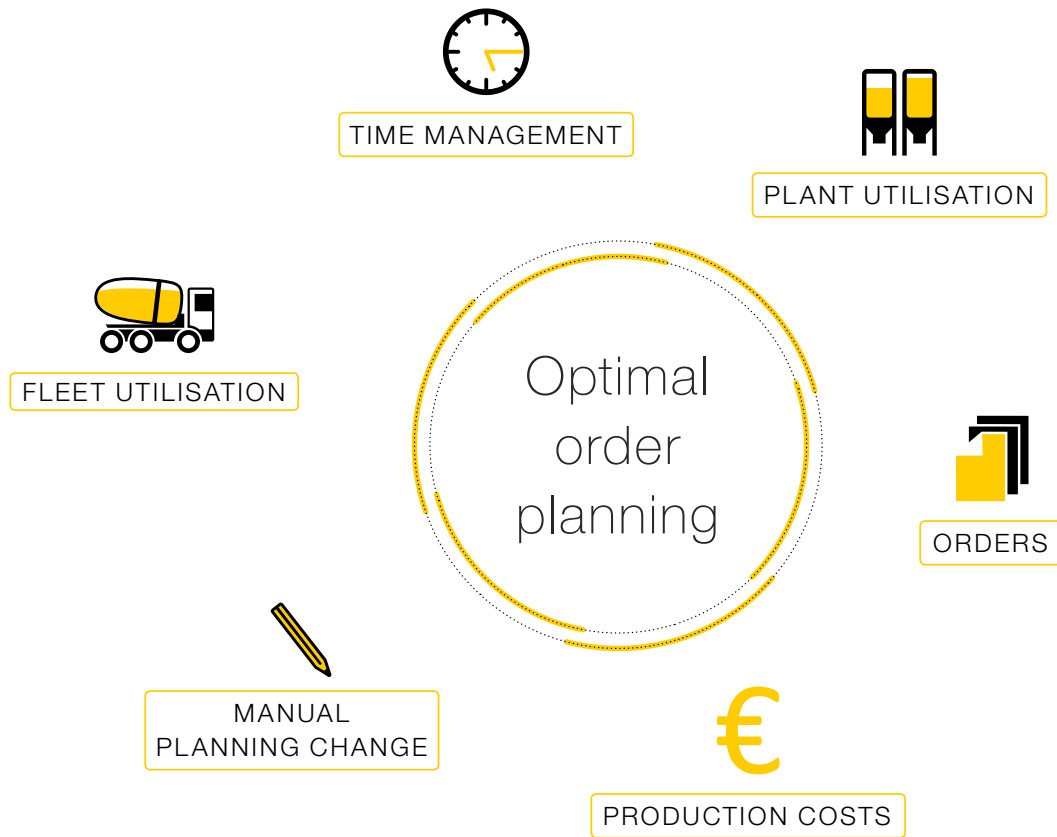 TIME MANAGEMENT
PLANT UTILISATION
FLEET UTILISATION
Optimal
order
planning
ORDERS
MANUAL
PLANNING CHANGE
€
PRODUCTION COSTS